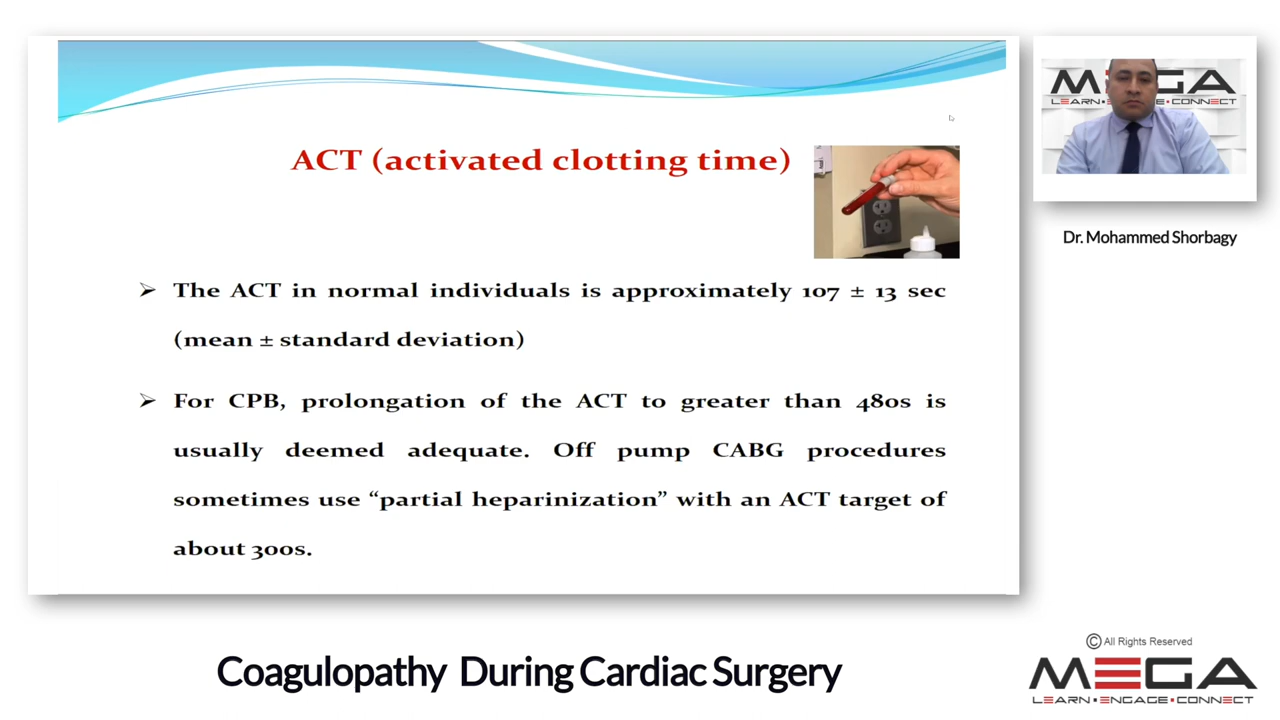 ACT (activated clotting time)
➢ The ACT in normal individuals is approximately 107 ± 13 sec
(mean ± standard deviation)
➢ For CPB, prolongation of the ACT to greater than 480s is
usually deemed adequate. Off pump CABG procedures
sometimes use “partial heparinization” with an ACT target of
about 300s.
MEGA
LEARN•ENGAGE•CONNECT
Dr. Mohammed Shorbagy
Coagulopathy During Cardiac Surgery
© All Rights Reserved
MEGA
LEARN•ENGAGE•CONNECT